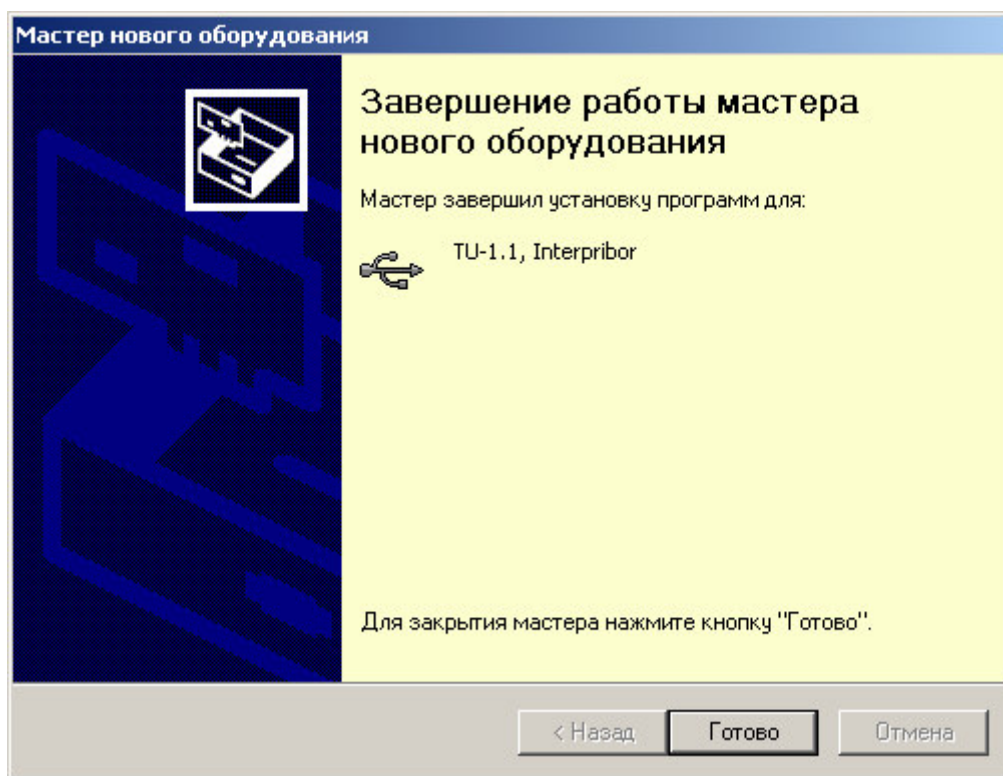 Мастер нового оборудования
Завершение работы мастера
нового оборудования
Мастер завершил установку программ для:
TU-1.1, Interpribor
Для закрытия мастера нажмите кнопку "Готово".
< Назад
Готово
Отмена